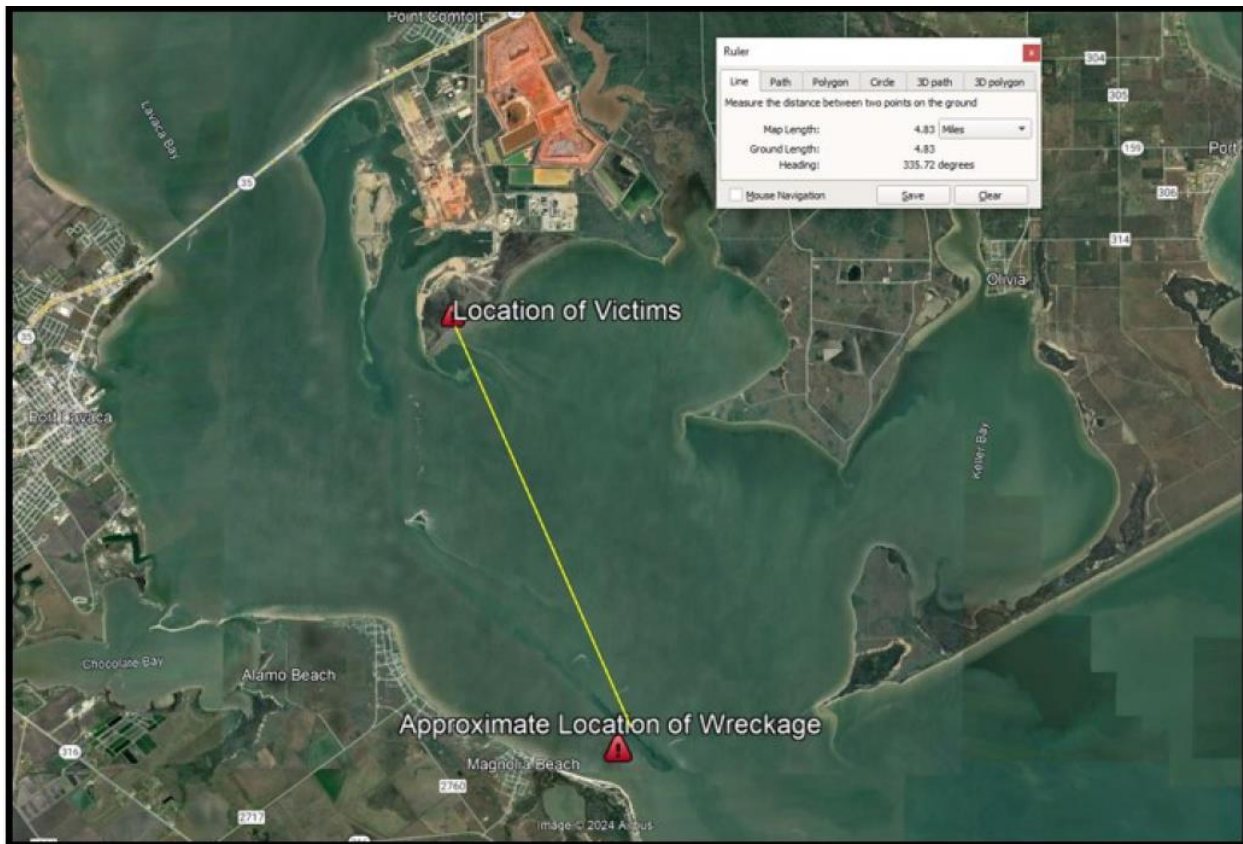 Point Comfort
Ruler
x
Line Path Polygon Circle 3D path 3D polygon
Measure the distance between two points on the ground
Map Length: 4.83 Miles
Ground Length: 4.83
Heading: 335.72 degrees
Mouse Navigation Save Clear
304
305
159
Port
306
314
Lavaca Bay
35
Olivia
Location of Victims
35
Port Lavaca
Keller Bay
Chocolate Bay
Alamo Beach
Approximate Location of Wreckage
316
Magnolia Beach
2760
2717
Image © 2024 Airbus